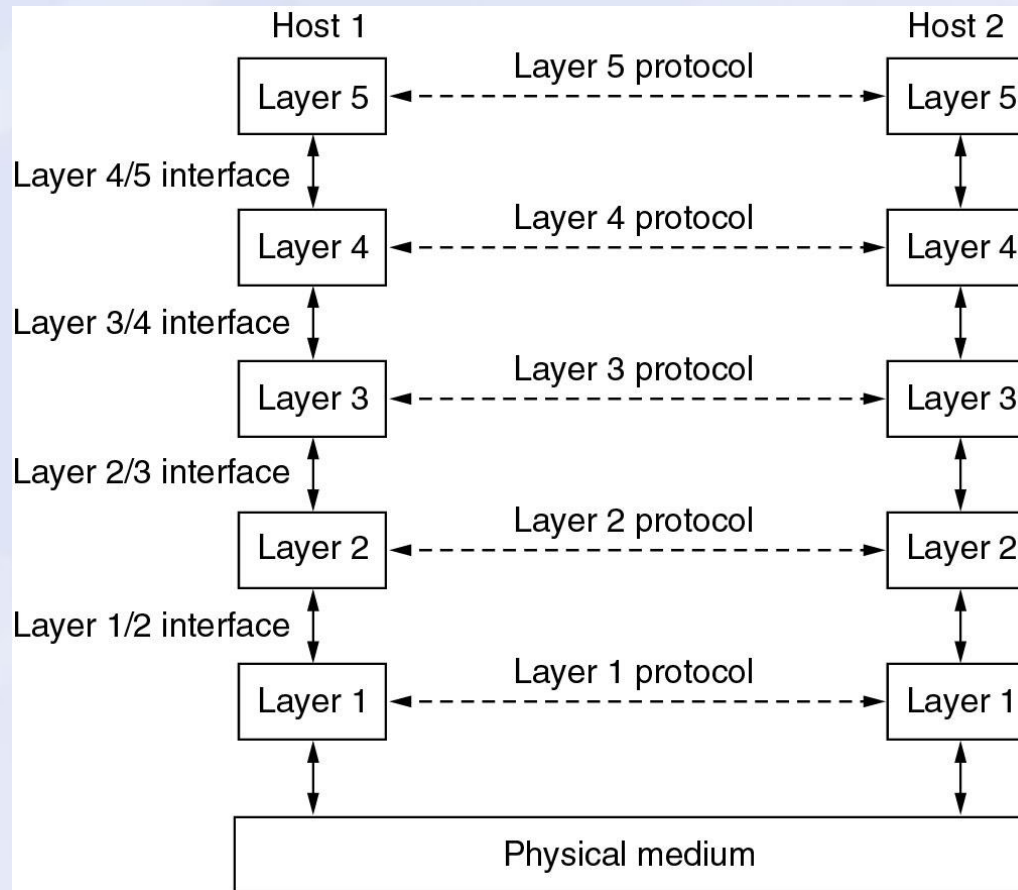 Host 1
Host 2
Layer 5 protocol
Layer 5
Layer 5
Layer 4/5 interface
Layer 4 protocol
Layer 4
Layer 4
Layer 3/4 interface
Layer 3 protocol
Layer 3
Layer 3
Layer 2/3 interface
Layer 2 protocol
Layer 2
Layer 2
Layer 1/2 interface
Layer 1 protocol
Layer 1
Layer 1
Physical medium